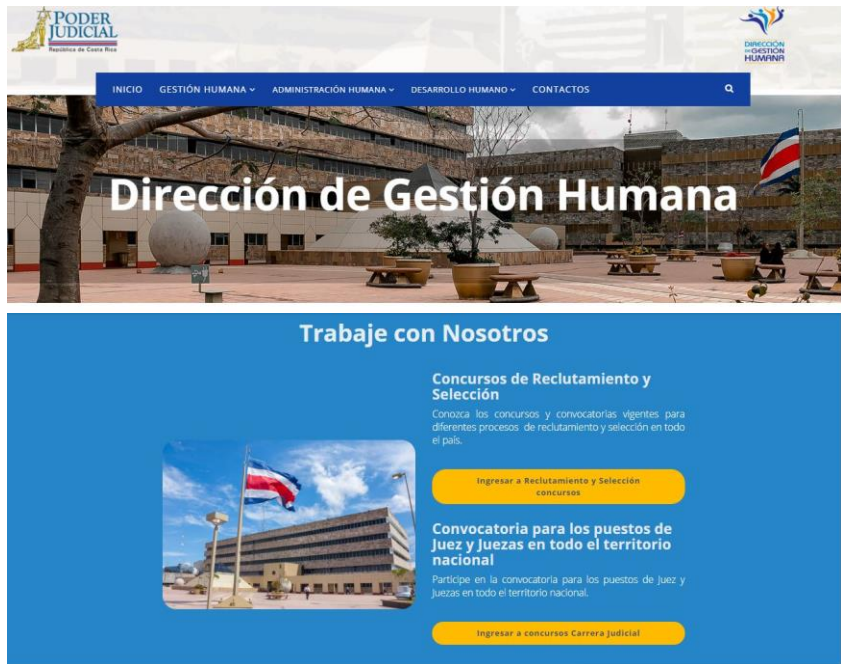 PODER
JUDICIAL
República de Costa Rica
DIRECCIÓN
DE GESTIÓN
HUMANA
INICIO GESTIÓN HUMANA ADMINISTRACIÓN HUMANA DESARROLLO HUMANO CONTACTOS
Dirección de Gestión Humana
Trabaje con Nosotros
Concursos de Reclutamiento y
Selección
Conozca los concursos y convocatorias vigentes para
diferentes procesos de reclutamiento y selección en todo
el país.
Ingresar a Reclutamiento y Selección
concursos
Convocatoria para los puestos de
Juez y Juezas en todo el territorio
nacional
Participe en la convocatoria para los puestos de Juez y
Juezas en todo el territorio nacional.
Ingresar a concursos Carrera Judicial